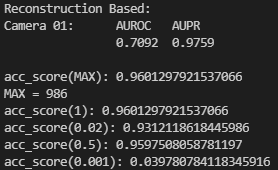 Reconstruction Based:
Camera 01: AUROC AUPR
0.7092 0.9759
acc_score(MAX): 0.9601297921537066
MAX = 986
acc_score(1): 0.9601297921537066
acc_score(0.02): 0.9312118618445986
acc_score(0.5): 0.9597508058781197
acc_score(0.001): 0.039780784118345916